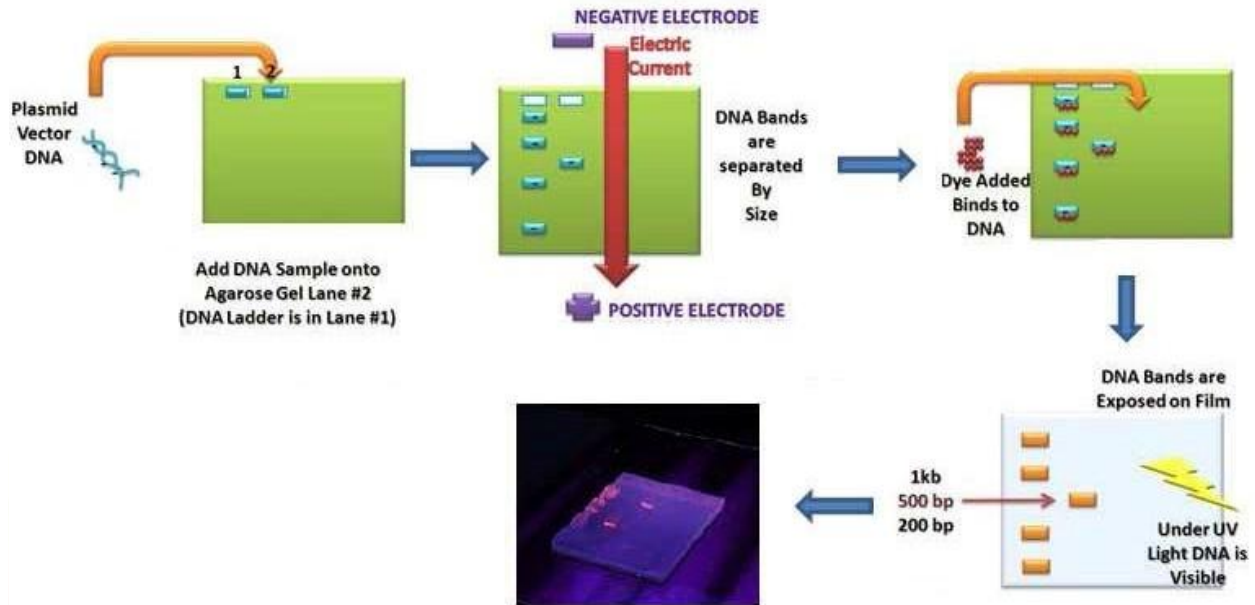 Plasmid
Vector
DNA
1 2
Add DNA Sample onto
Agarose Gel Lane #2
(DNA Ladder is in Lane #1)
NEGATIVE ELECTRODE
Electric
Current
POSITIVE ELECTRODE
DNA Bands
are
separated
By
Size
Dye Added
Binds to
DNA
DNA Bands are
Exposed on Film
1kb
500 bp
200 bp
Under UV
Light DNA is
Visible